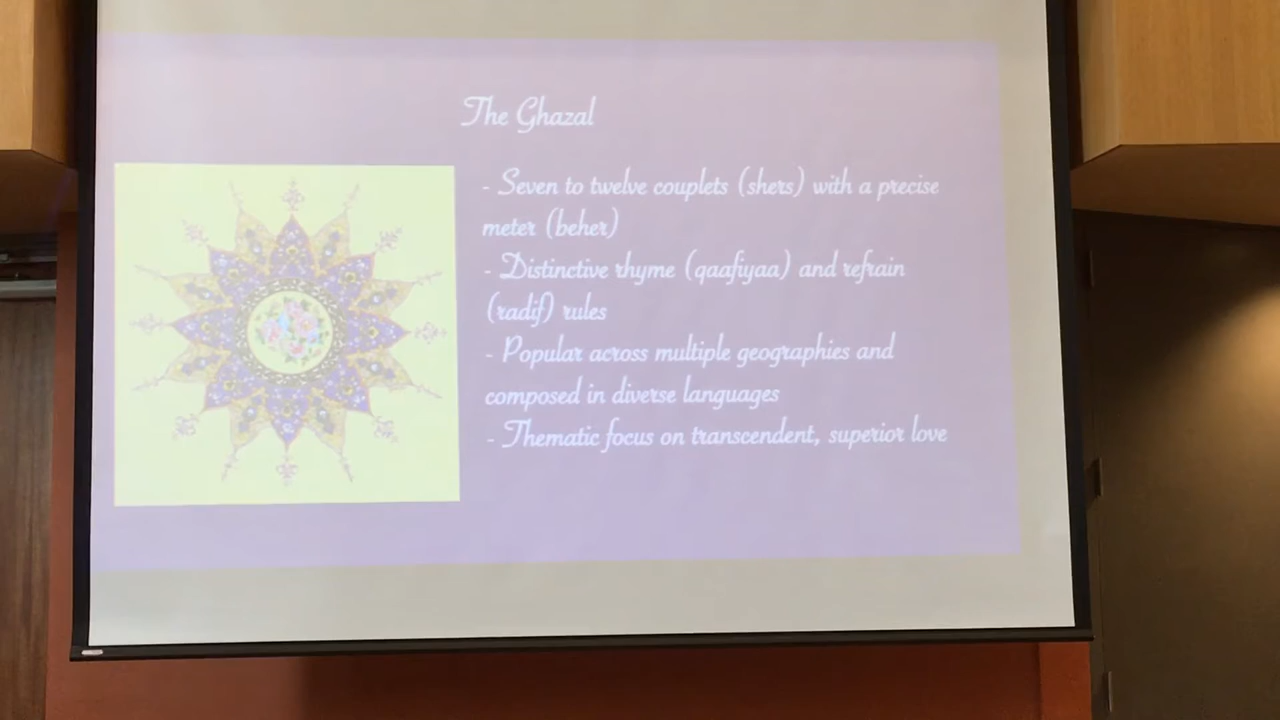 The Ghazal
- Seven to twelve couplets (shers) with a precise
meter (beher)
- Distinctive rhyme (qaafiyaa) and refrain
(radif) rules
- Popular across multiple geographies and
composed in diverse languages
- Thematic focus on transcendent, superior love